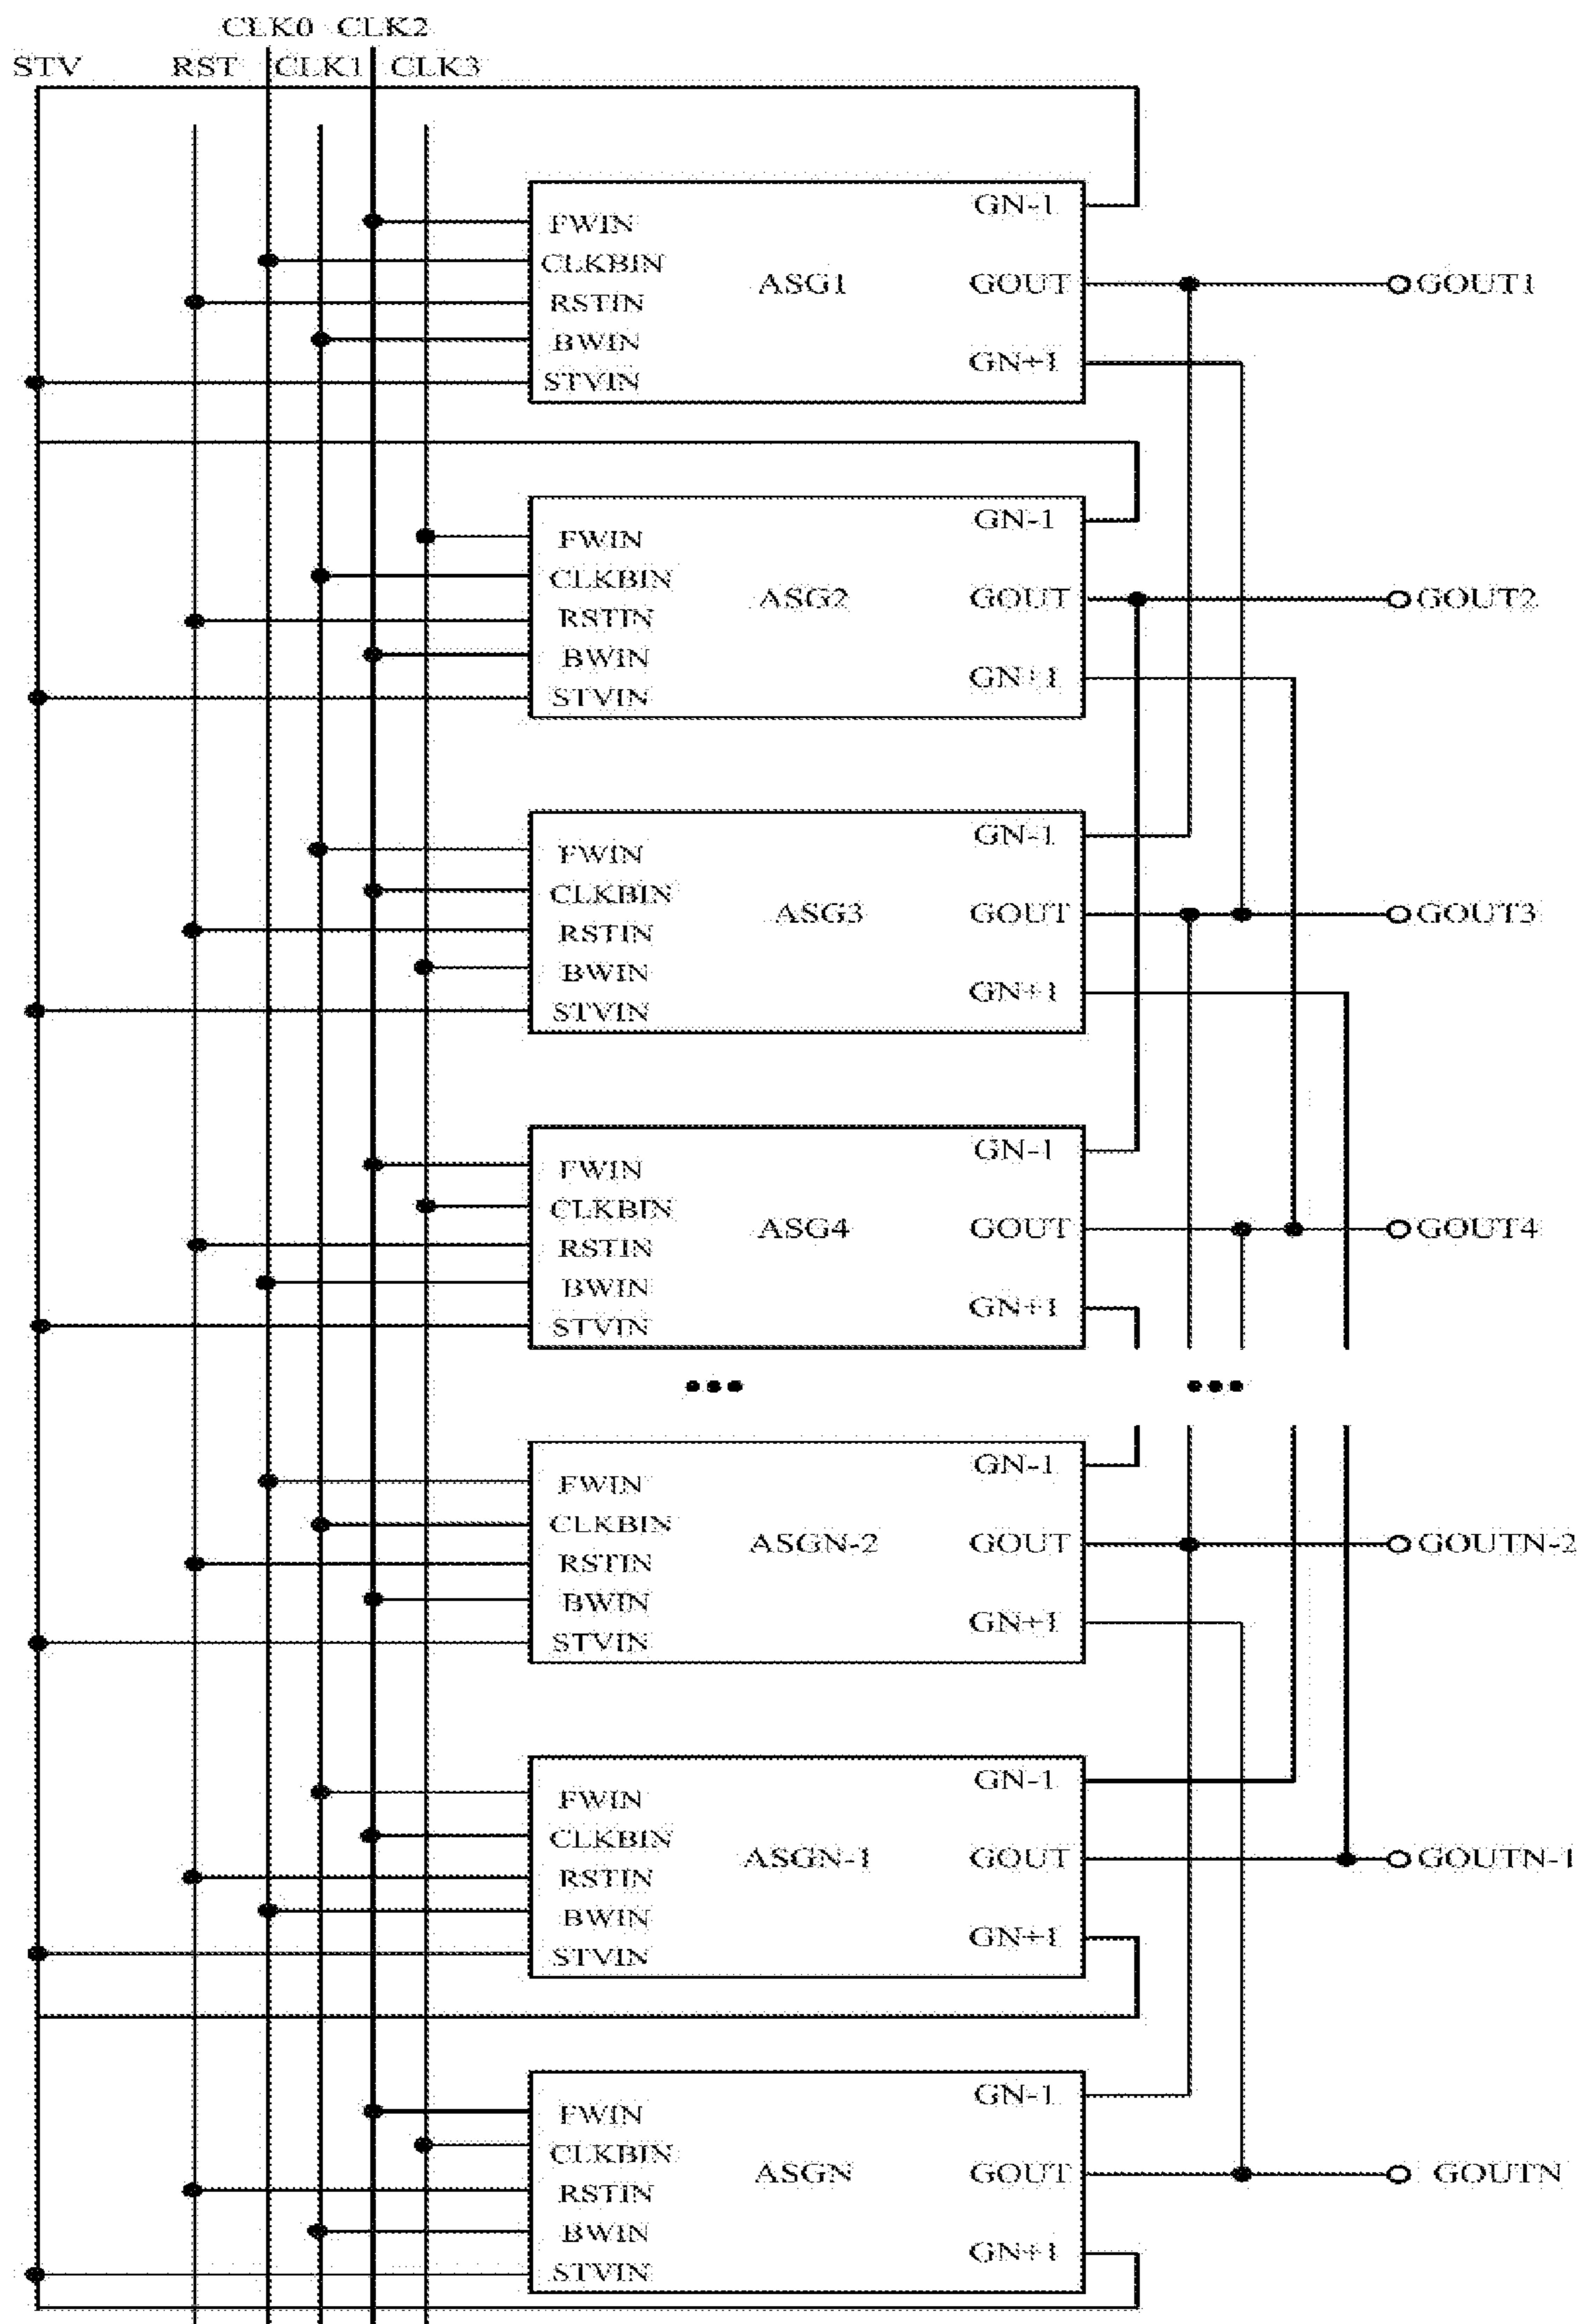 CLK0 CLK2
STV RST CLK1 CLK3
GN-1
FWIN
CLKBIN
ASG1
GOUT
GOUT1
RSTIN
BWIN
GN+1
STVIN
GN-1
FWIN
CLKBIN
ASG2
GOUT
GOUT2
RSTIN
BWIN
GN+1
STVIN
GN-1
FWIN
CLKBIN
ASG3
GOUT
GOUT3
RSTIN
BWIN
GN+1
STVIN
GN-1
FWIN
CLKBIN
ASG4
GOUT
GOUT4
RSTIN
BWIN
GN+1
STVIN
••• •••
GN-1
FWIN
CLKBIN
ASGN-2
GOUT
GOUTN-2
RSTIN
BWIN
GN+1
STVIN
GN-1
FWIN
CLKBIN
ASGN-1
GOUT
GOUTN-1
RSTIN
BWIN
GN+1
STVIN
GN-1
FWIN
CLKBIN
ASGN
GOUT
GOUTN
RSTIN
BWIN
GN+1
STVIN